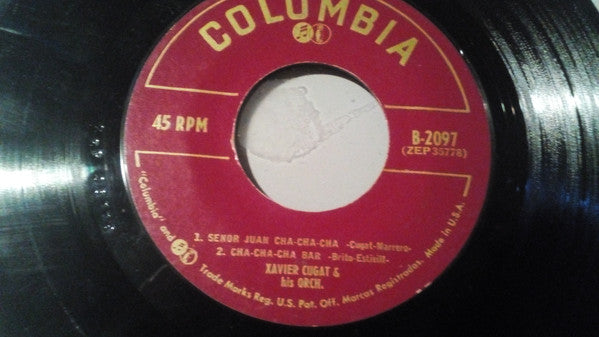 COLUMBIA
45 RPM
B-2097
(ZEP 35778)
1. SENOR JUAN CHA-CHA-CHA -Cugat-Marrero-
2. CHA-CHA-CHA BAR -Brito-Estivill-
XAVIER CUGAT &
his ORCH.
"Columbia" and Trade Marks Reg. U.S. Pat. Off. Marcas Registradas. Made in U.S.A.